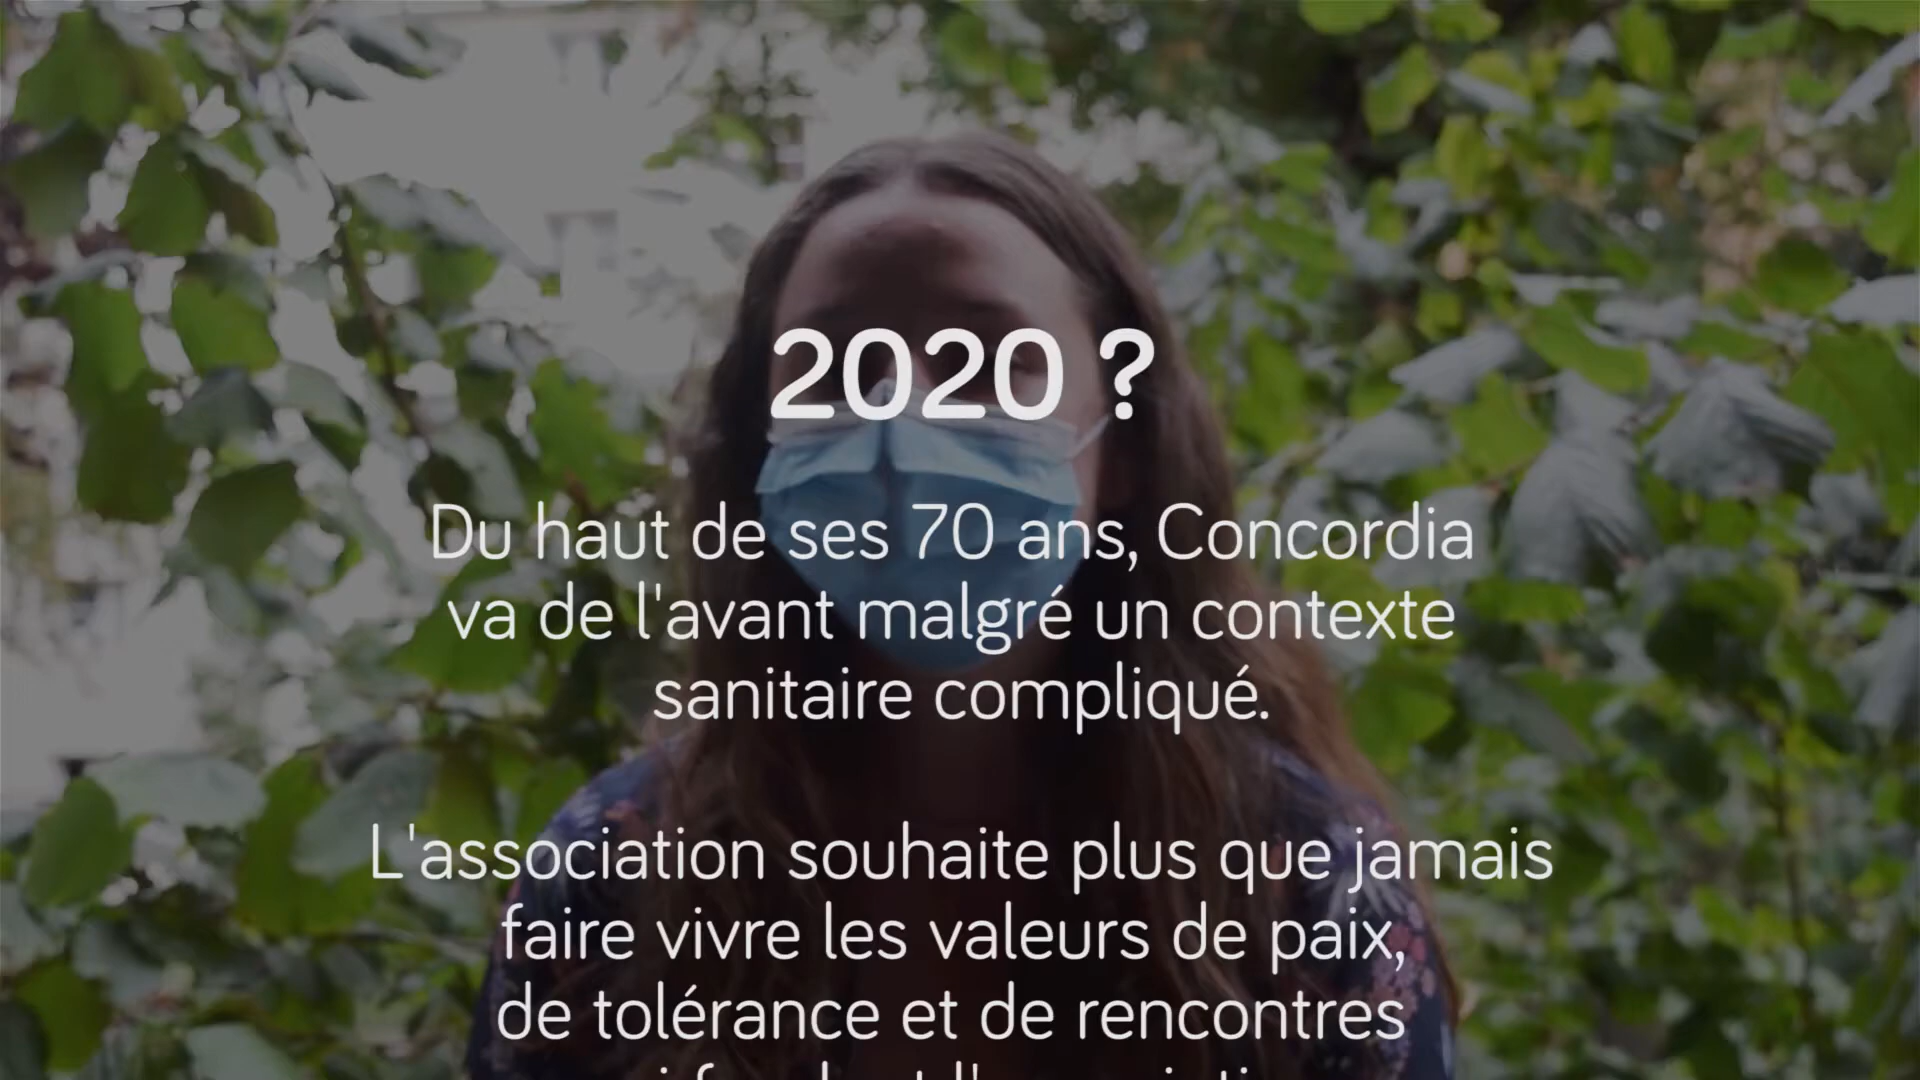 2020 ?
Du haut de ses 70 ans, Concordia
va de l'avant malgré un contexte
sanitaire compliqué.
L'association souhaite plus que jamais
faire vivre les valeurs de paix,
de tolérance et de rencontres